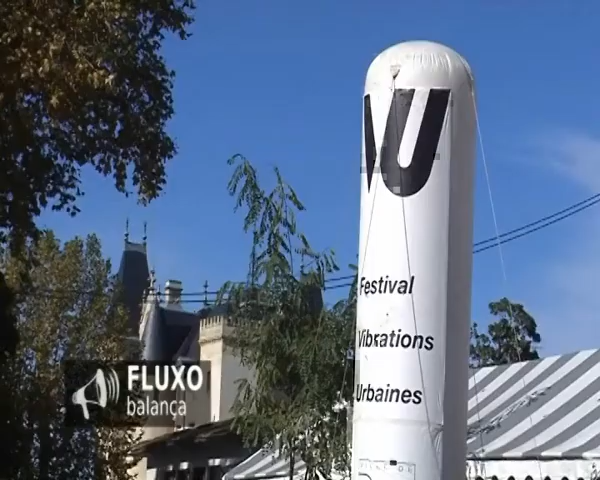 VU
Festival
Vibrations
Urbaines
FLUXO
balança